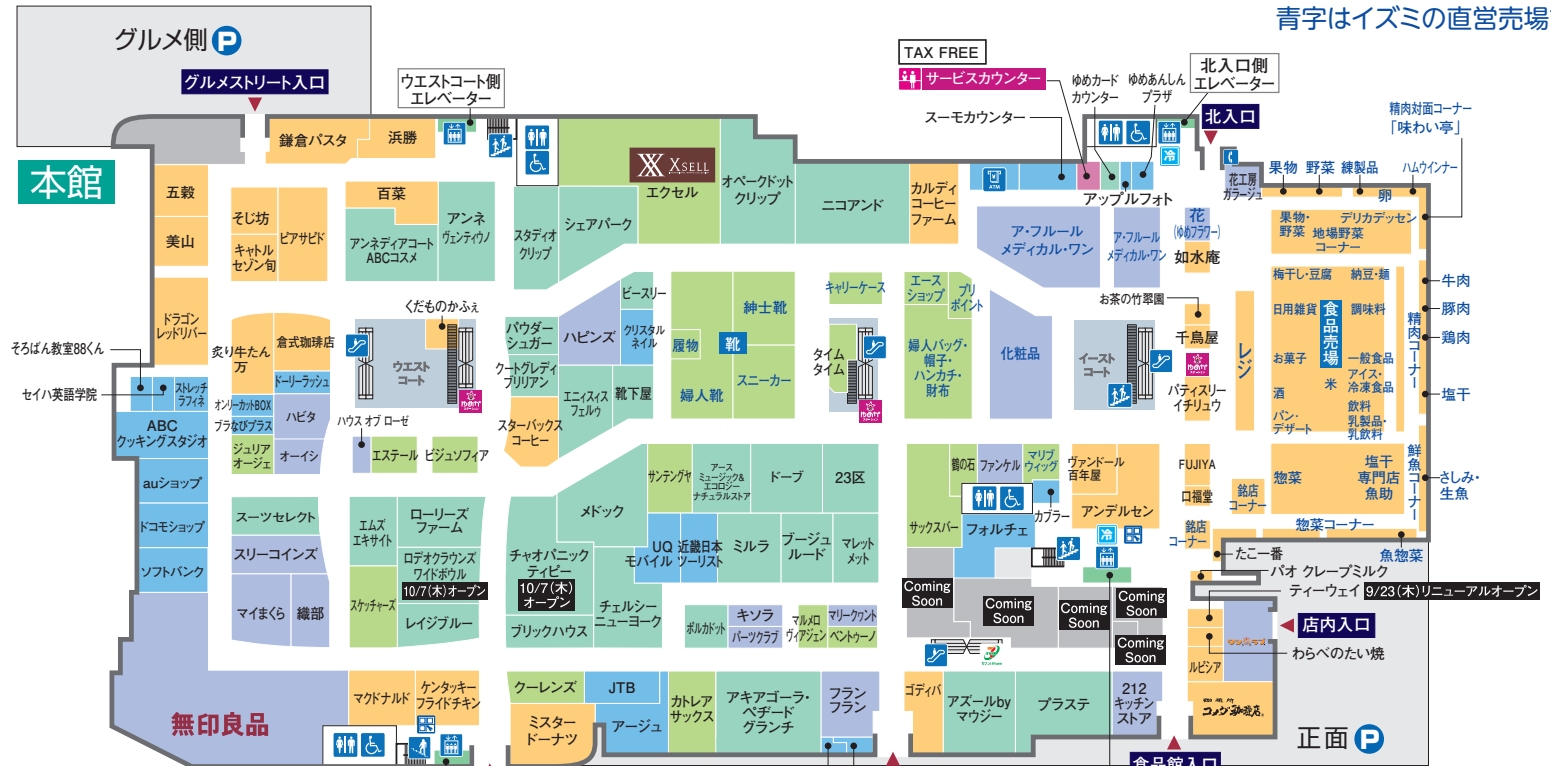 青字はイズミの直営売場
グルメ側 P
グルメストリート入口
ウエストコート側
エレベーター
TAX FREE
サービスカウンター
ゆめカード
カウンター
ゆめあんしん
プラザ
北入口側
エレベーター
北入口
スーモカウンター
精肉対面コーナー
「味わい亭」
本館
鎌倉パスタ
浜勝
XSELL
エクセル
オペークドット
クリップ
ニコアンド
カルディ
コーヒー
ファーム
ATM
アップルフォト
冷
花工房
ガラージュ
果物
野菜
練製品
卵
ハムウインナー
五穀
美山
ドラゴン
レッドリバー
そじ坊
キャトル
セゾン旬
ピアサピド
百菜
アンネディアコート
ABCコスメ
アンネ
ヴェンティウノ
スタディオ
クリップ
シェアパーク
ア・フルール
メディカル・ワン
ア・フルール
メディカル・ワン
花
(ゆめフラワー)
如水庵
果物・
野菜
デリカデッセン
地場野菜
コーナー
梅干し・豆腐
納豆・麺
日用雑貨
食品売場
調味料
お菓子
一般食品
米
アイス・
冷凍食品
酒
飲料
パン・
デザート
乳製品・
乳飲料
レジ
精肉コーナー
牛肉
豚肉
鶏肉
塩干
鮮魚コーナー
さしみ・
生魚
くだものかふぇ
そろばん教室88くん
セイハ英語学院
ストレッチ
ラフィネ
炙り牛たん
万
倉式珈琲店
ドーリーラッシュ
オンリーカットBOX
プラなびプラス
ハビタ
ジュリア
オージェ
オーイシ
ウエスト
コート
ハウス オブ ローゼ
エステール
ビジュソフィア
パウダー
シュガー
クートグレディ
ブリリアン
スターバックス
コーヒー
ハピンズ
ビースリー
クリスタル
ネイル
エニィスィス
フェルゥ
靴下屋
履物
靴
紳士靴
スニーカー
婦人靴
キャリーケース
タイム
タイム
エース
ショップ
プリ
ポイント
婦人バッグ・
帽子・
ハンカチ・
財布
化粧品
イースト
コート
お茶の竹翠園
千鳥屋
パティスリー
イチリュウ
ABC
クッキングスタジオ
auショップ
ドコモショップ
ソフトバンク
スーツセレクト
スリーコインズ
マイまくら
織部
エムズ
エキサイト
スケッチャーズ
ローリーズ
ファーム
ロデオクラウンズ
ワイドボウル
10/7(木)オープン
レイジブルー
チャオパニック
ティピー
10/7(木)
オープン
ブリックハウス
メドック
チェルシー
ニューヨーク
サンテングヤ
アース
ミュージック&
エコロジー
ナチュラルストア
ドーブ
23区
UQ
モバイル
近畿日本
ツーリスト
ミルラ
ブージュ
ルード
マレット
メット
ポルカドット
キソラ
パーツクラブ
マルメロ
ヴィアジェン
マリークヮント
ベントゥーノ
鶴の石
ファンケル
マリブ
ウィッグ
カプラー
サックスバー
フォルチェ
ヴァンドール
百年屋
アンデルセン
冷
FUJIYA
口福堂
銘店
コーナー
銘店
コーナー
惣菜
塩干
専門店
魚助
惣菜コーナー
魚惣菜
たこ一番
パオ クレープミルク
ティーウェイ 9/23(木)リニューアルオープン
Coming
Soon
Coming
Soon
Coming
Soon
Coming
Soon
Coming
Soon
店内入口
わらべのたい焼
ルピシア
コメダ珈琲店
正面 P
無印良品
マクドナルド
ケンタッキー
フライドチキン
クーレンズ
ミスター
ドーナツ
JTB
アージュ
カトレア
サックス
アキアゴーラ・
ペヂード
グランチ
フラン
フラン
ゴディバ
アズールby
マウジー
プラステ
212
キッチン
ストア
食品館入口